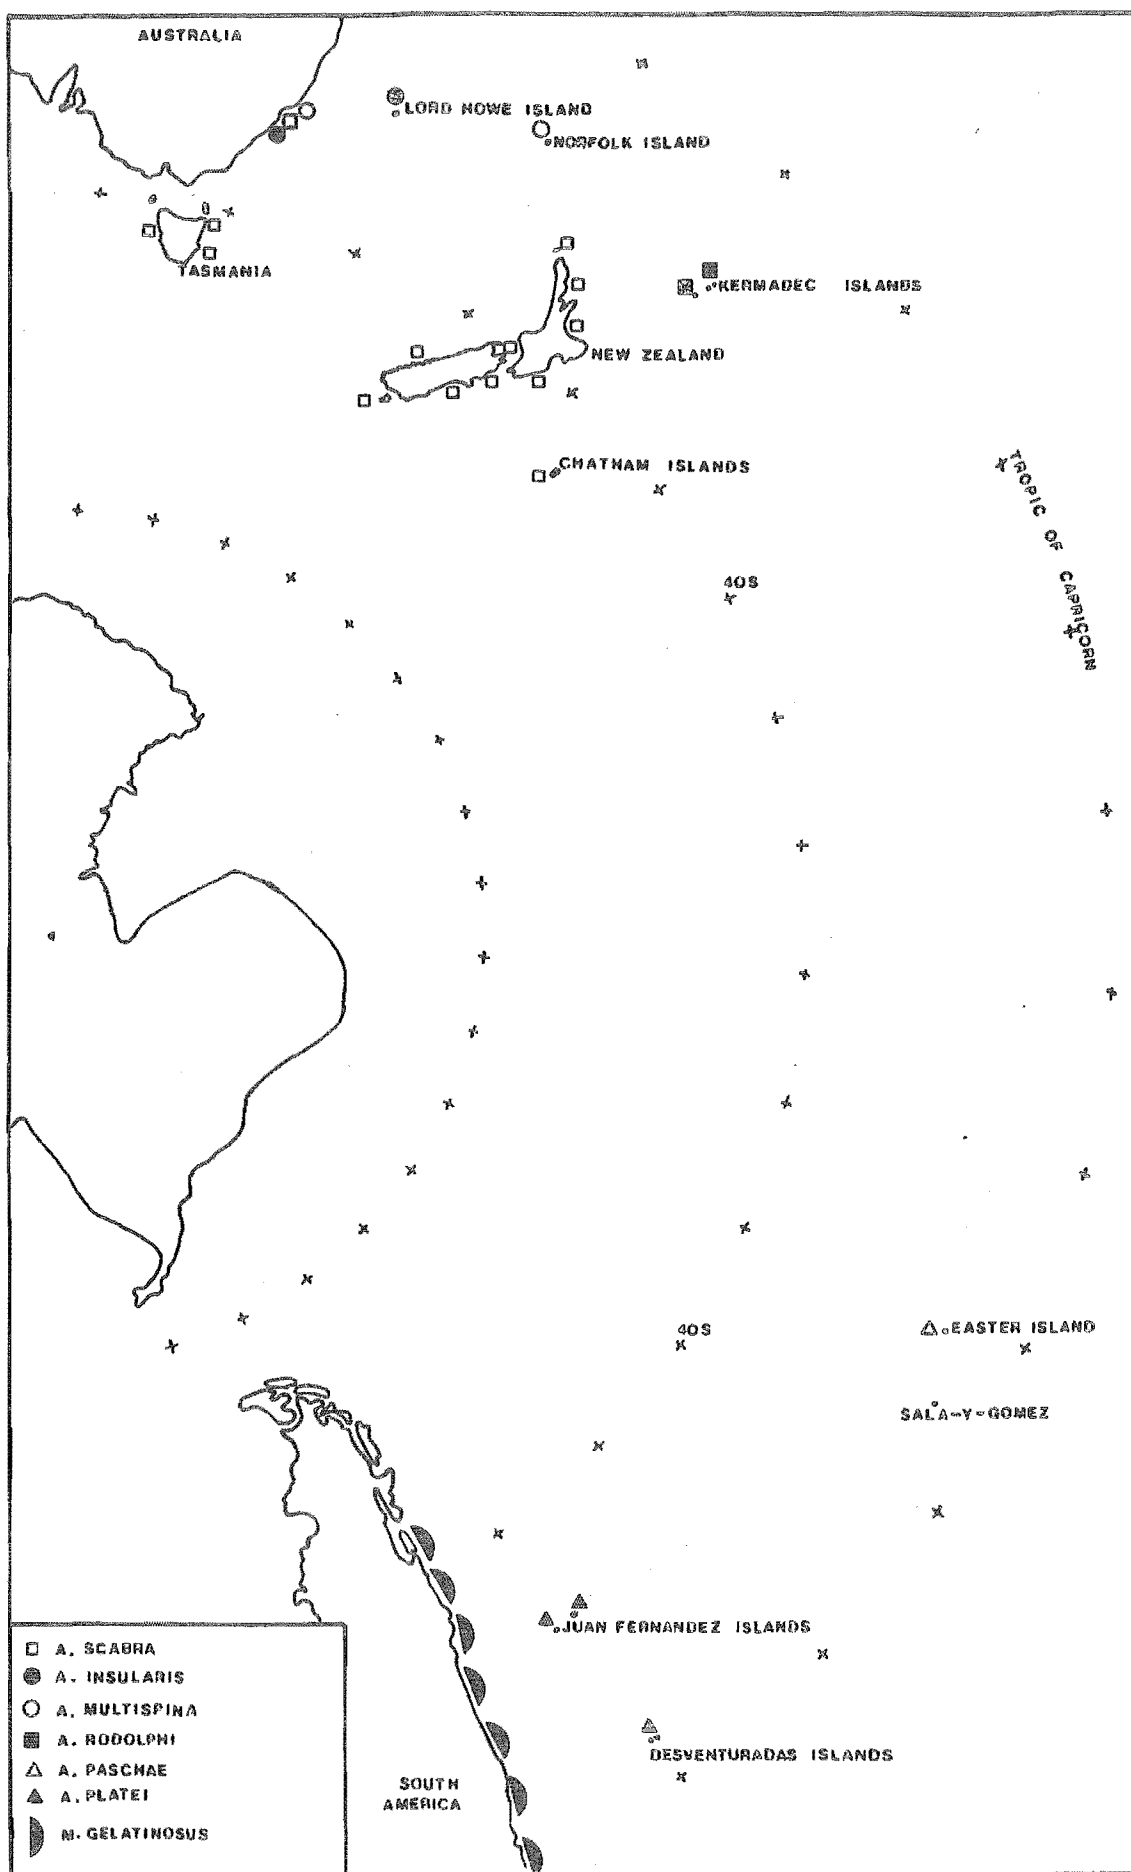 AUSTRALIA
LORD HOWE ISLAND
NORFOLK ISLAND
TASMANIA
KERMADEC ISLANDS
NEW ZEALAND
CHATHAM ISLANDS
TROPIC OF CAPRICORN
40S
40S
EASTER ISLAND
SALA-Y-GOMEZ
JUAN FERNANDEZ ISLANDS
DESVENTURADAS ISLANDS
SOUTH
AMERICA
A. SCABRA
A. INSULARIS
A. MULTISPINA
A. RODOLPHI
A. PASCHAE
A. PLATEI
M. GELATINOSUS